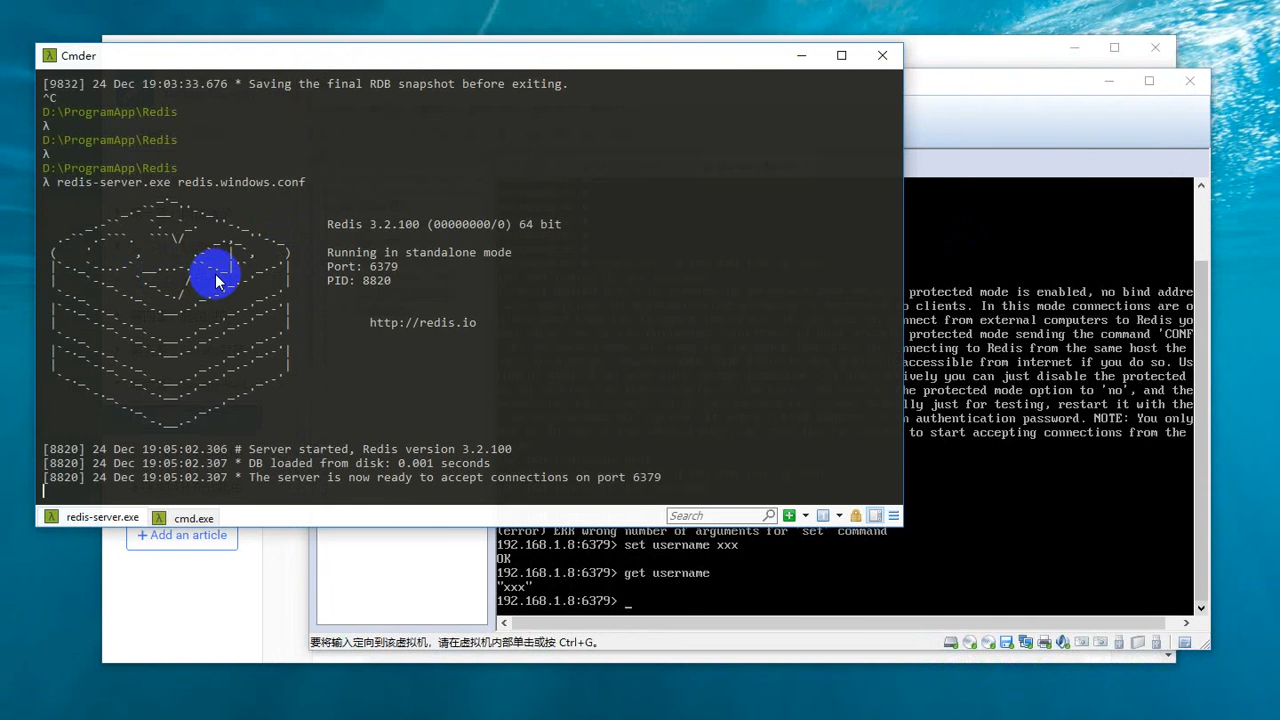 Cmder
[9832] 24 Dec 19:03:33.676 * Saving the final RDB snapshot before exiting.
^C
D:\ProgramApp\Redis
λ
D:\ProgramApp\Redis
λ
D:\ProgramApp\Redis
λ redis-server.exe redis.windows.conf
Redis 3.2.100 (00000000/0) 64 bit
Running in standalone mode
Port: 6379
PID: 8820
http://redis.io
[8820] 24 Dec 19:05:02.306 # Server started, Redis version 3.2.100
[8820] 24 Dec 19:05:02.307 * DB loaded from disk: 0.001 seconds
[8820] 24 Dec 19:05:02.307 * The server is now ready to accept connections on port 6379
redis-server.exe
cmd.exe
Search
+ Add an article
protected mode is enabled, no bind addre
o clients. In this mode connections are o
nnect from external computers to Redis yo
protected mode sending the command 'CONF
nnecting to Redis from the same host the
accessible from internet if you do so. Us
ively you can just disable the protected
he protected mode option to 'no', and the
lly just for testing, restart it with the
n authentication password. NOTE: You only
to start accepting connections from the
(error) ERR wrong number of arguments for 'set' command
192.168.1.8:6379> set username xxx
OK
192.168.1.8:6379> get username
"xxx"
192.168.1.8:6379> _
要将输入定向到该虚拟机，请在虚拟机内部单击或按 Ctrl+G。